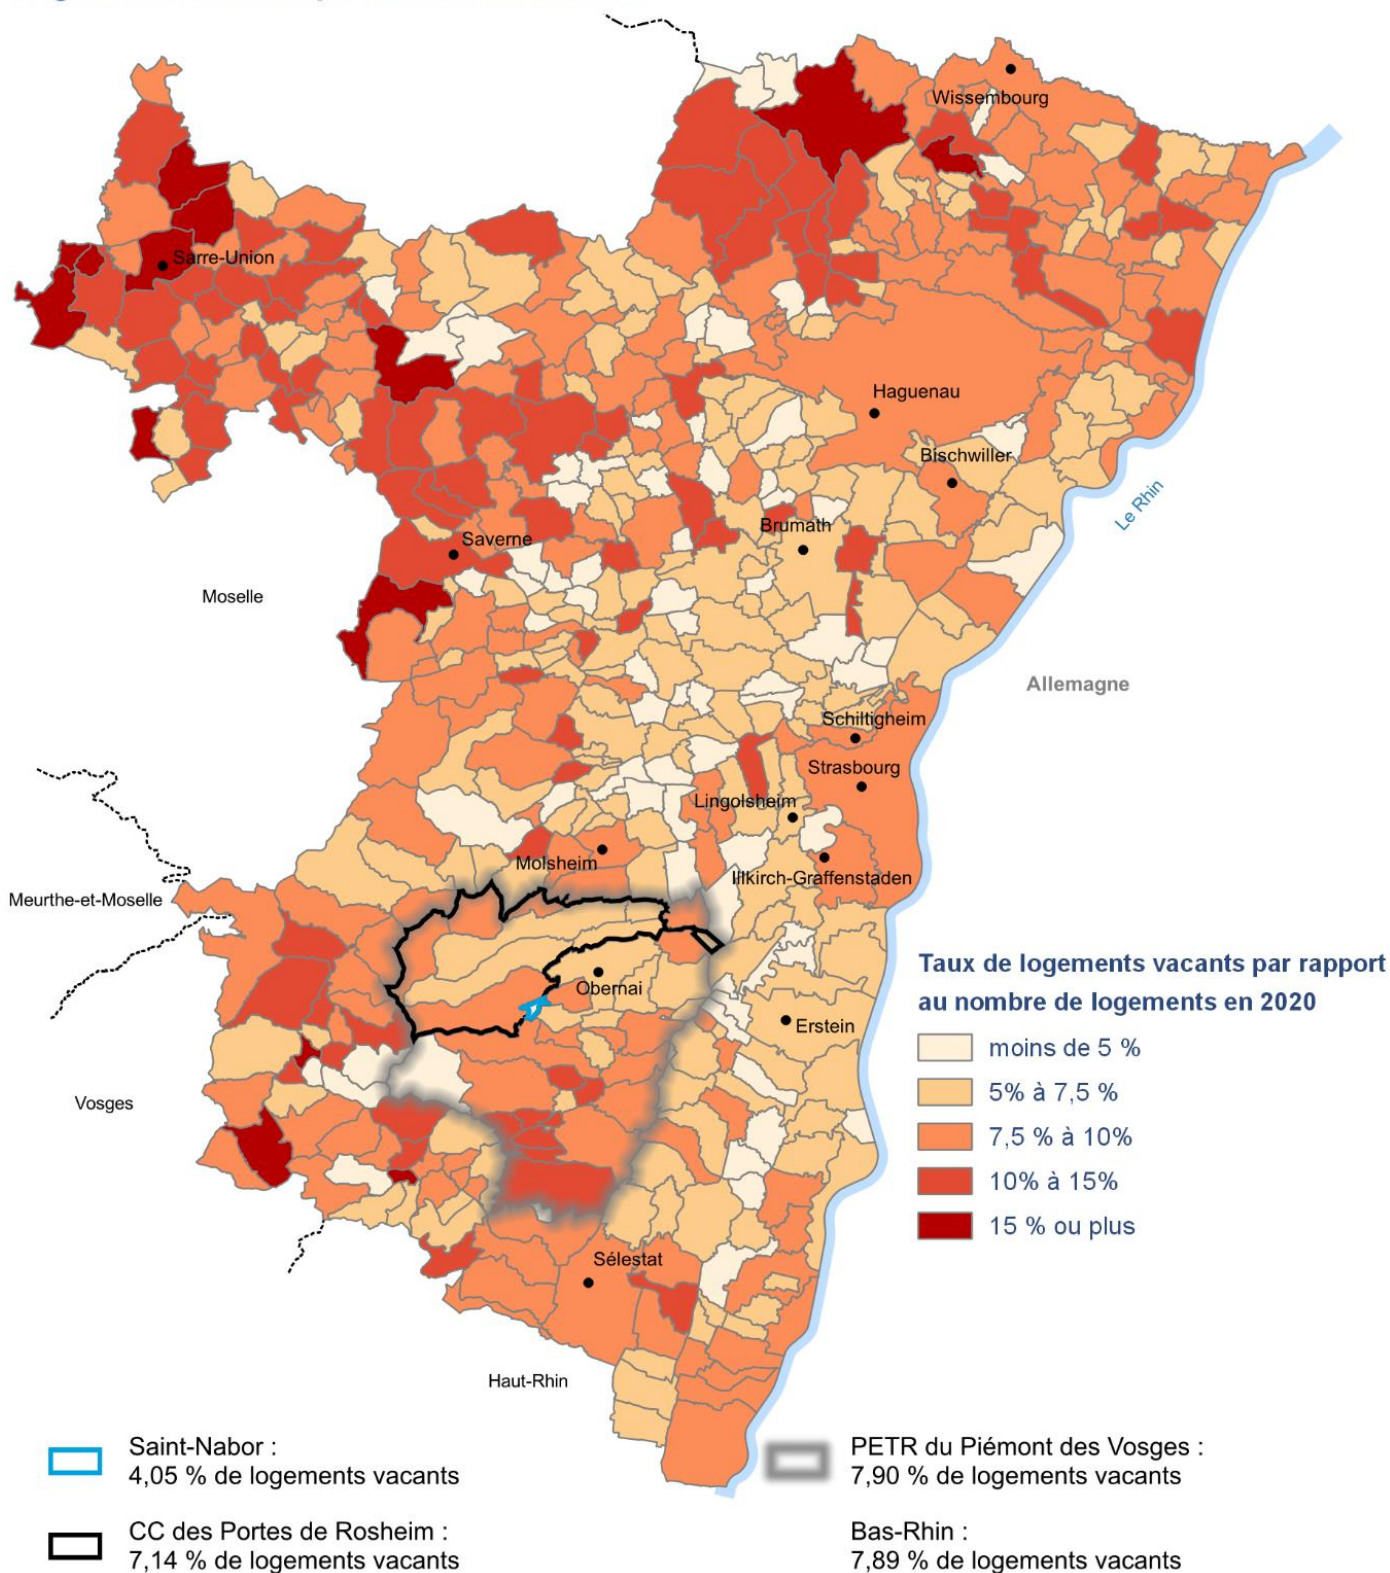 Wissembourg
Sarre-Union
Haguenau
Bischwiller
Le Rhin
Brumath
Saverne
Moselle
Allemagne
Schiltigheim
Strasbourg
Lingolsheim
Molsheim
Illkirch-Graffenstaden
Meurthe-et-Moselle
Obernai
Erstein
Vosges
Sélestat
Haut-Rhin
Taux de logements vacants par rapport
au nombre de logements en 2020
moins de 5 %
5% à 7,5 %
7,5 % à 10%
10% à 15%
15 % ou plus
Saint-Nabor :
4,05 % de logements vacants
CC des Portes de Rosheim :
7,14 % de logements vacants
PETR du Piémont des Vosges :
7,90 % de logements vacants
Bas-Rhin :
7,89 % de logements vacants